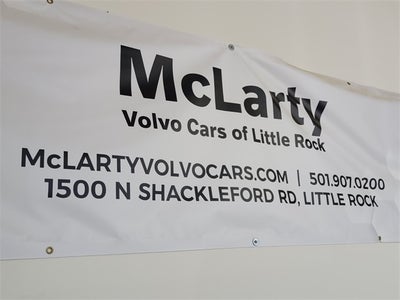 McLarty
Volvo Cars of Little Rock
McLARTYVOLVOCARS.COM | 501.907.0200
1500 N SHACKLEFORD RD, LITTLE ROCK